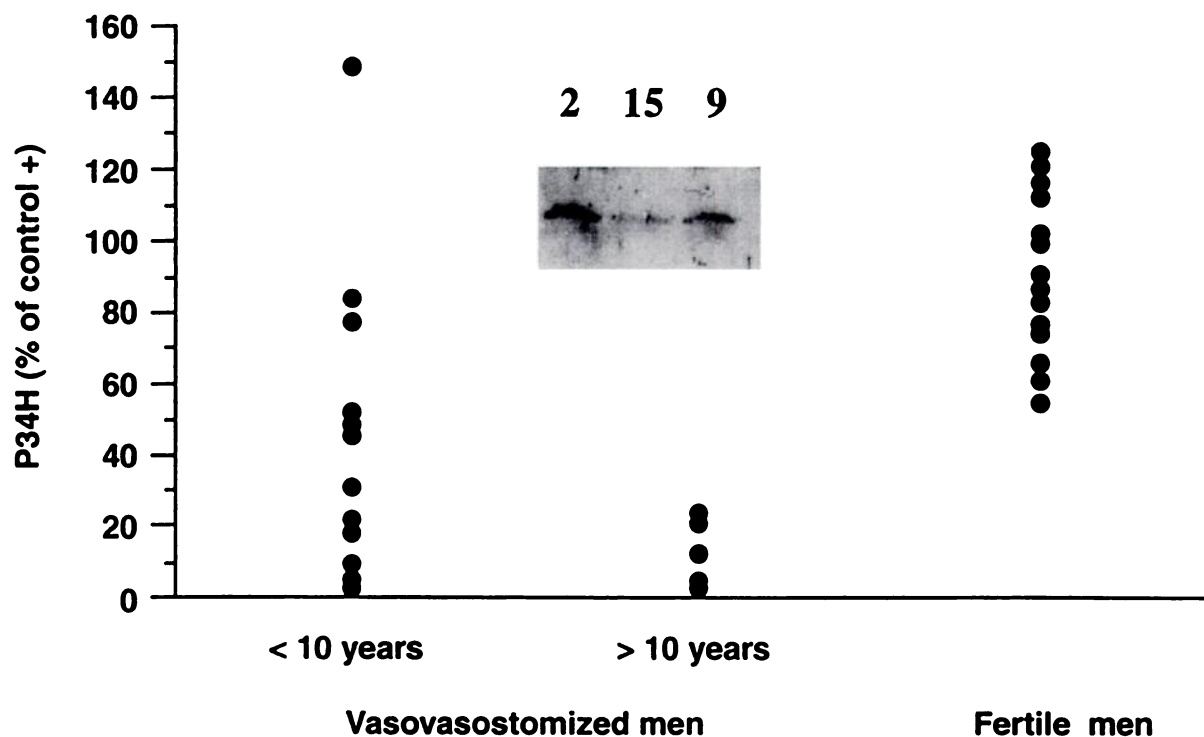 160
140
120
100
80
60
40
20
0
P34H (% of control +)
2 15 9
< 10 years > 10 years
Vasovasostomized men Fertile men